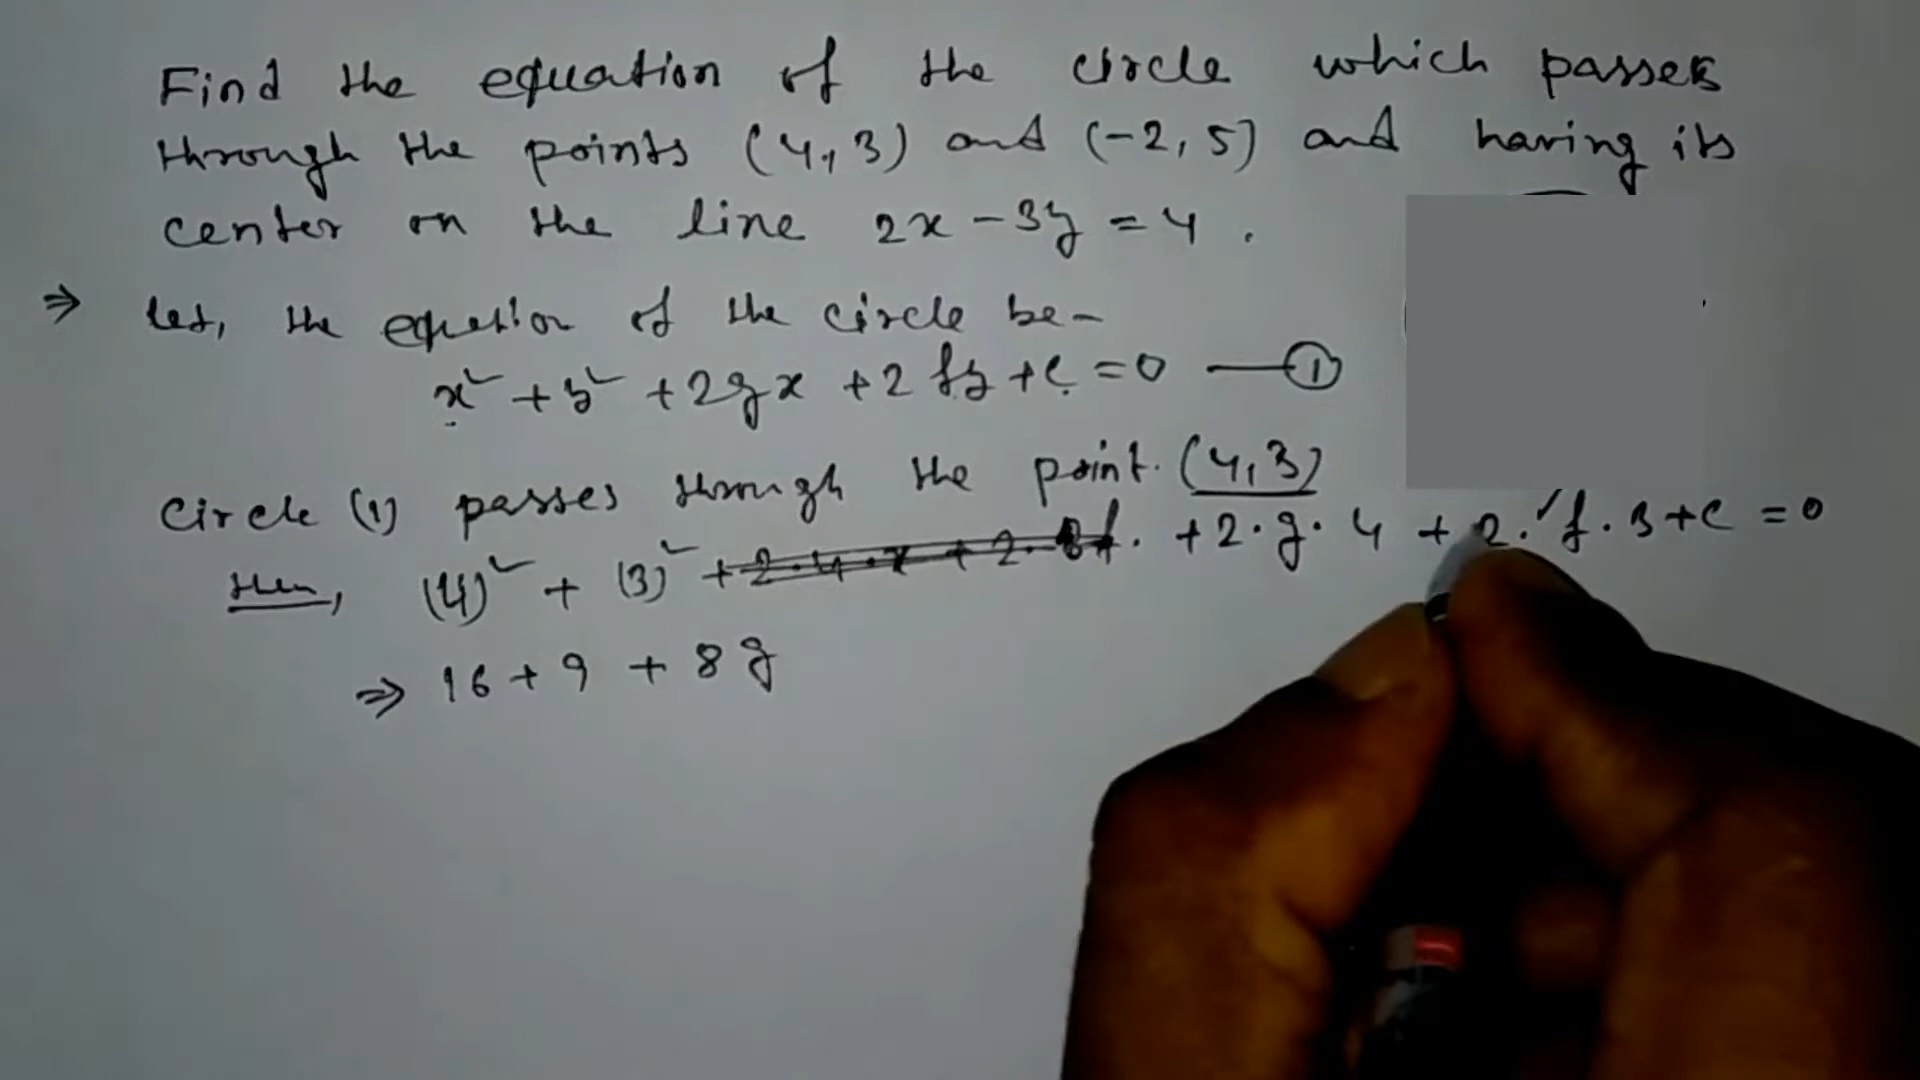 Find the equation of the circle which passes
through the points (4,3) and (-2,5) and having its
center on the line 2x - 3y = 4 .
⇒ Let, the equation of the circle be -
x² + y² + 2gx + 2fy + c = 0 — ①
Circle (1) passes through the point. (4,3)
then, (4)² + (3)² + 2·g·4 + 2·f·3 + c = 0
⇒ 16 + 9 + 8g